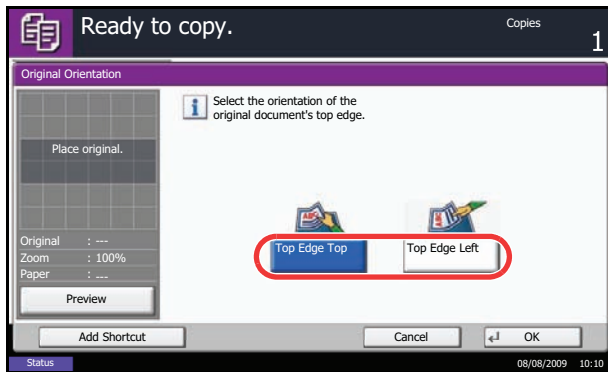 Ready to copy.
Copies
1
Original Orientation
Select the orientation of the
original document's top edge.
Place original.
Original : ---
Zoom : 100%
Paper : ---
Preview
ABC
Top Edge Top
Top Edge Left
Add Shortcut
Cancel
OK
Status
08/08/2009 10:10